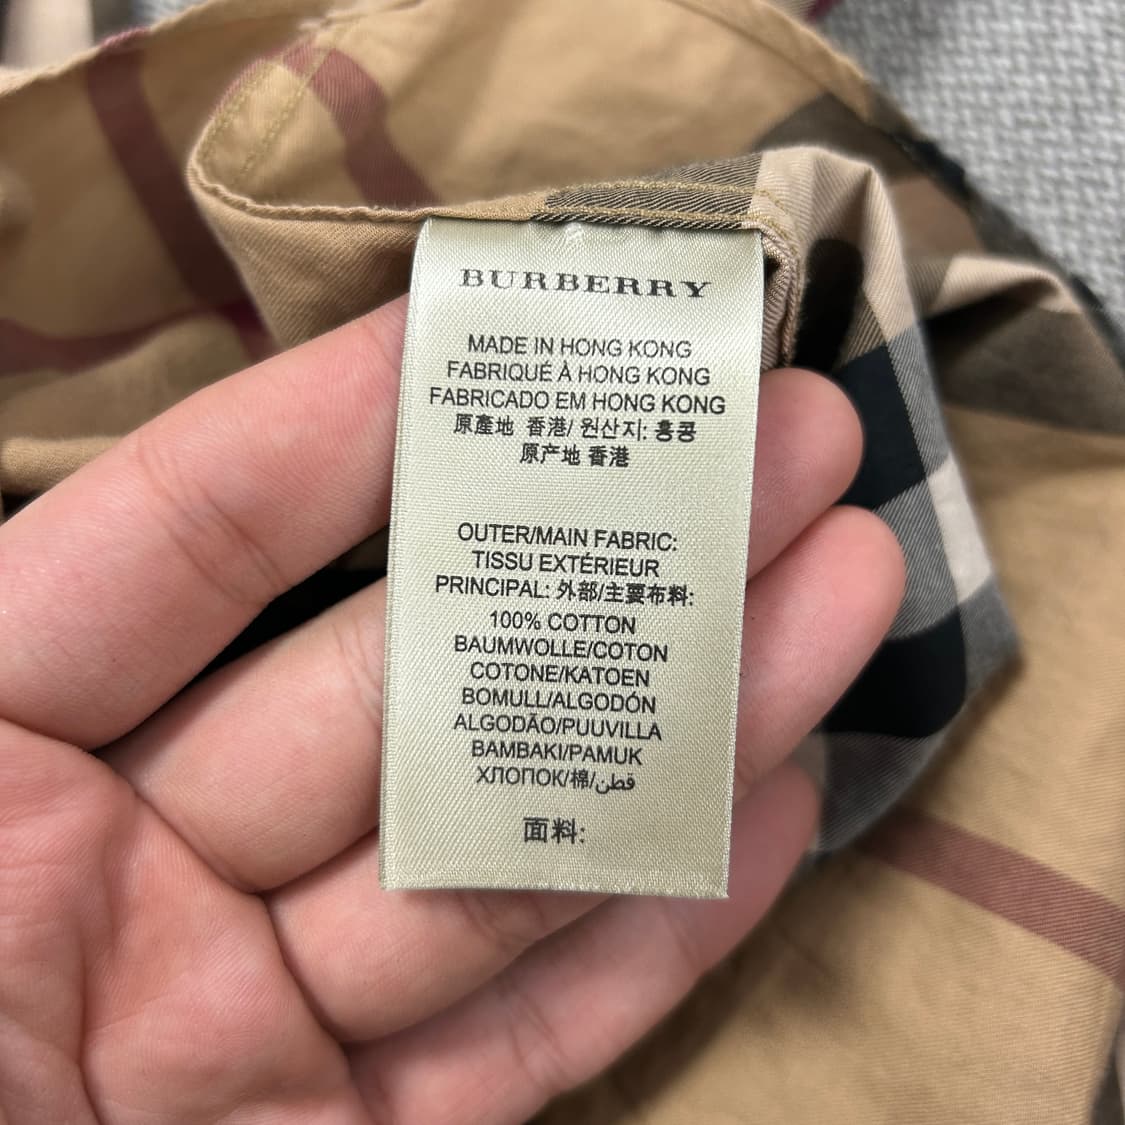 BURBERRY
MADE IN HONG KONG
FABRIQUÉ À HONG KONG
FABRICADO EM HONG KONG
原產地 香港/ 원산지: 홍콩
原产地 香港
OUTER/MAIN FABRIC:
TISSU EXTÉRIEUR
PRINCIPAL: 外部/主要布料:
100% COTTON
BAUMWOLLE/COTON
COTONE/KATOEN
BOMULL/ALGODÓN
ALGODÃO/PUUVILLA
BAMBAKI/PAMUK
ХЛОПОК/棉/قطن
面料: